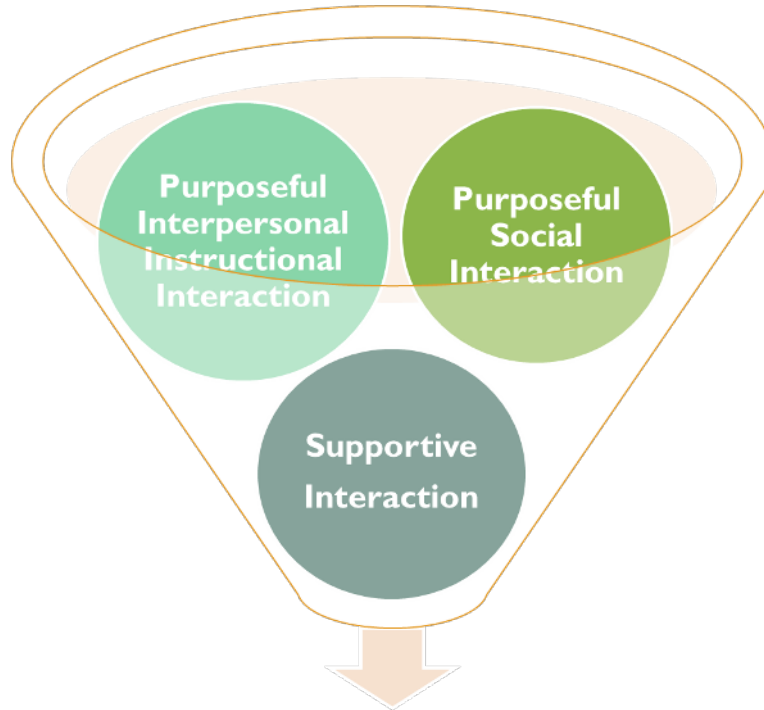 Purposeful
Interpersonal
Instructional
Interaction
Purposeful
Social
Interaction
Supportive
Interaction